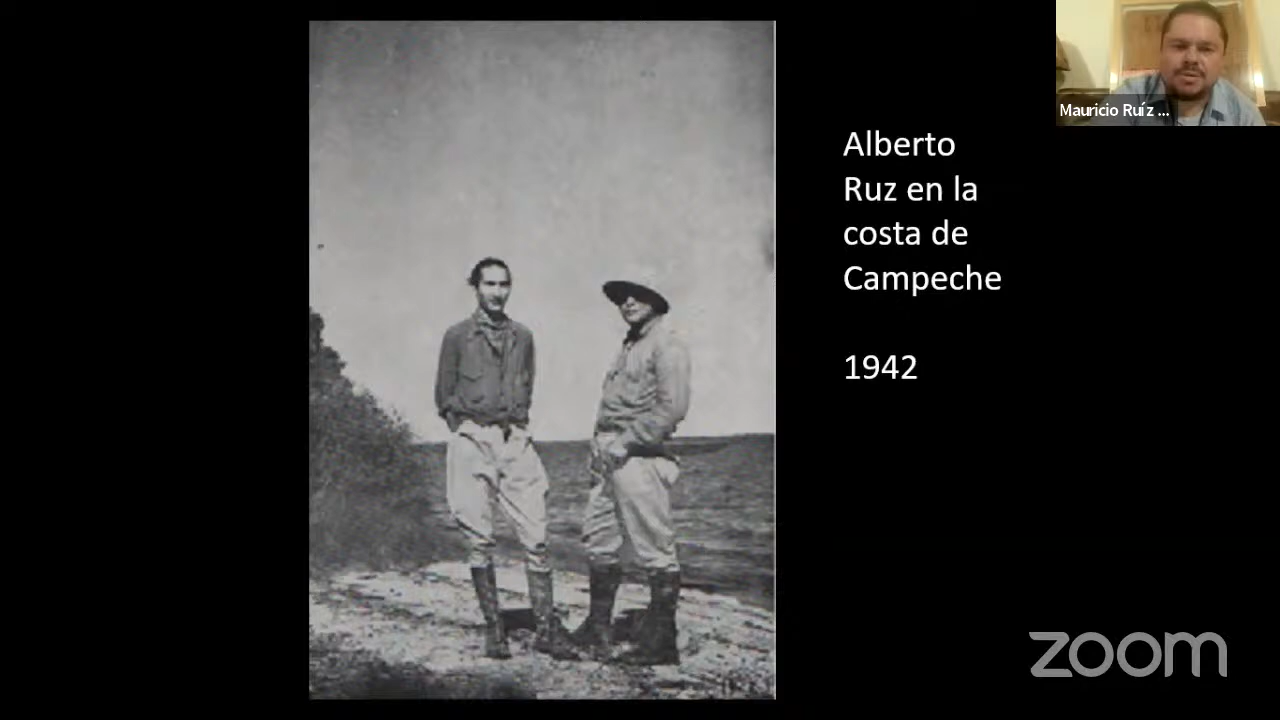 Alberto
Ruz en la
costa de
Campeche
1942
Mauricio Ruíz ...
zoom